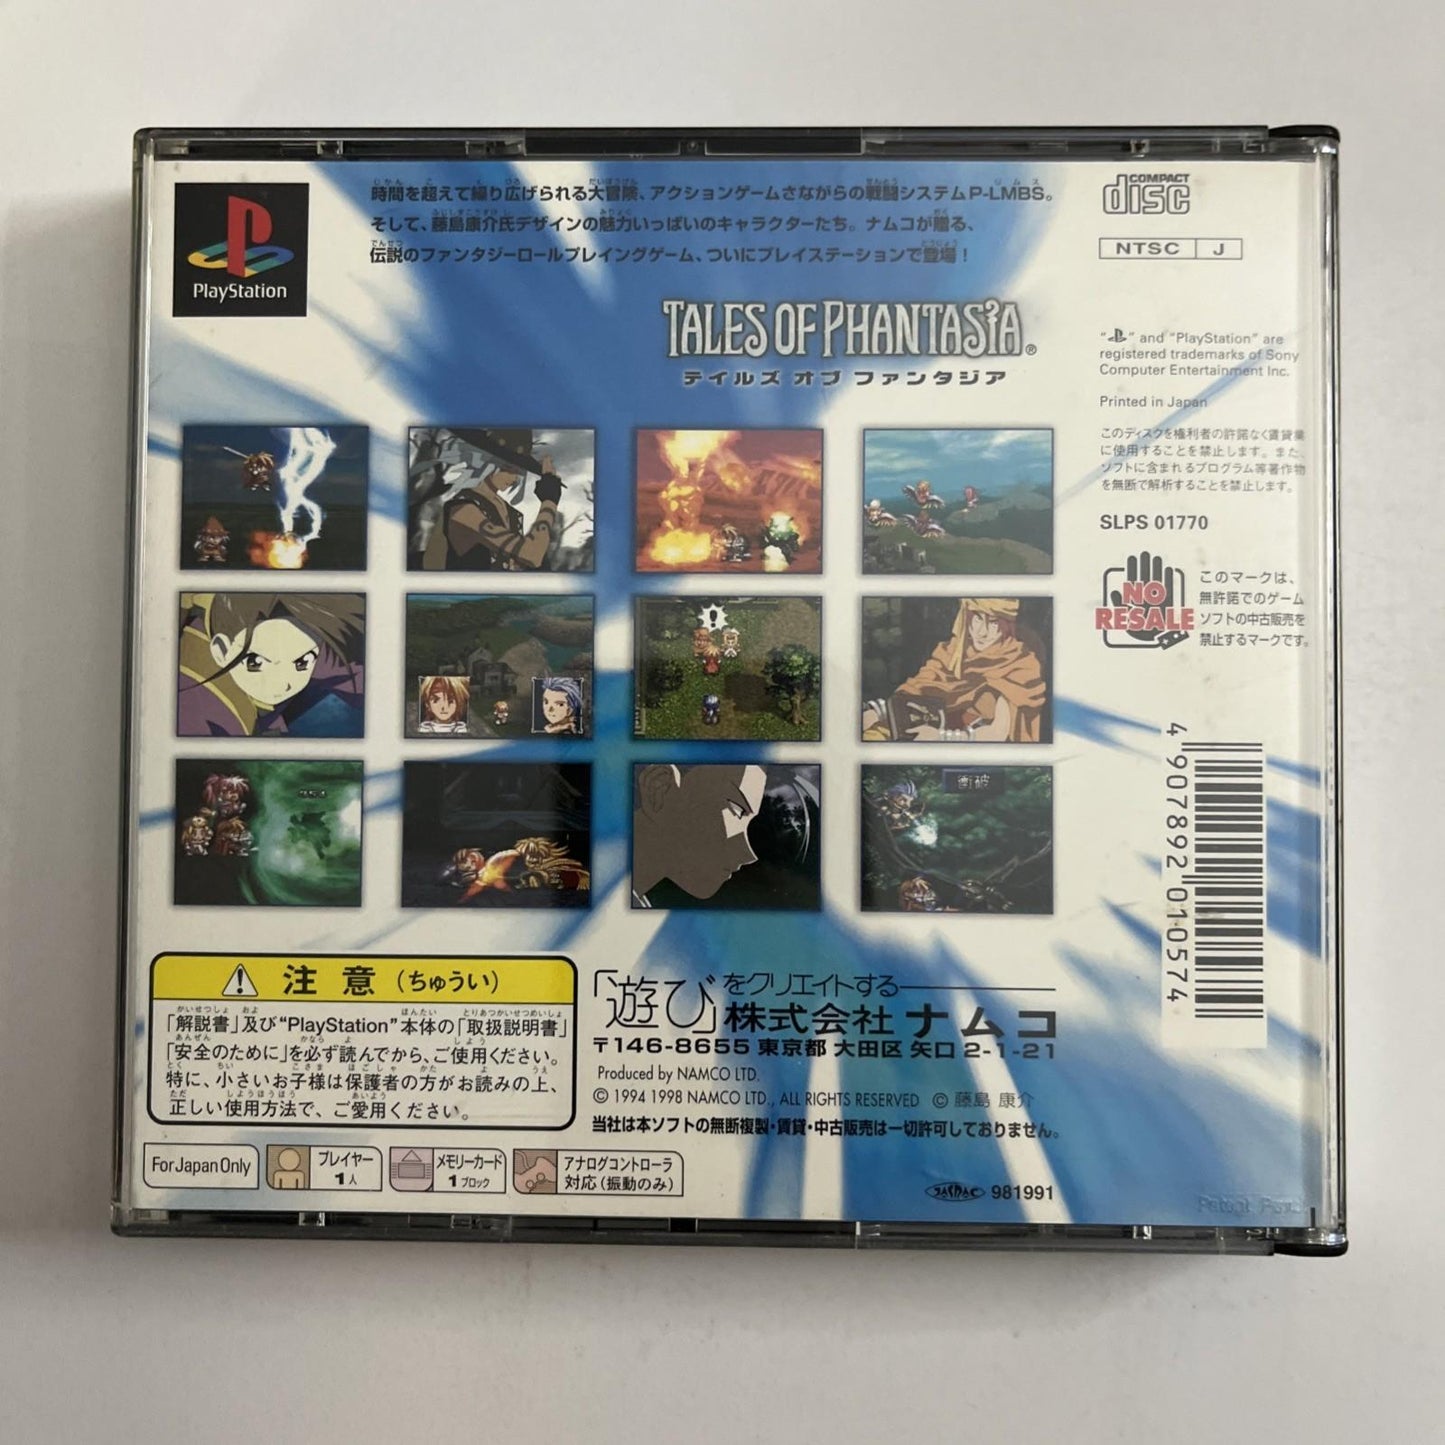 時間を超えて繰り広げられる大冒険、アクションゲームさながらの戦闘システムP-LMBS。
そして、藤島康介氏デザインの魅力いっぱいのキャラクターたち。ナムコが贈る、
伝説のファンタジーロールプレイングゲーム、ついにプレイステーションで登場！
PlayStation
COMPACT
disc
NTSC J
TALES OF PHANTASIA®
テイルズ オブ ファンタジア
" " and "PlayStation" are
registered trademarks of Sony
Computer Entertainment Inc.
Printed in Japan
このディスクを権利者の許諾なく賃貸業
に使用することを禁止します。また、
ソフトに含まれるプログラム等著作物
を無断で解析することを禁止します。
SLPS 01770
NO
RESALE
このマークは、
無許諾でのゲーム
ソフトの中古販売を
禁止するマークです。
!
衝破
4 907892 010574
注意（ちゅうい）
「解説書」及び"PlayStation"本体の「取扱説明書」
「安全のために」を必ず読んでから、ご使用ください。
特に、小さいお子様は保護者の方がお読みの上、
正しい使用方法で、ご愛用ください。
「遊び」をクリエイトする
株式会社ナムコ
〒146-8655 東京都 大田区 矢口 2-1-21
Produced by NAMCO LTD.
© 1994 1998 NAMCO LTD., ALL RIGHTS RESERVED © 藤島 康介
当社は本ソフトの無断複製・賃貸・中古販売は一切許可しておりません。
For Japan Only
プレイヤー
1人
メモリーカード
1ブロック
アナログコントローラ
対応（振動のみ）
981991